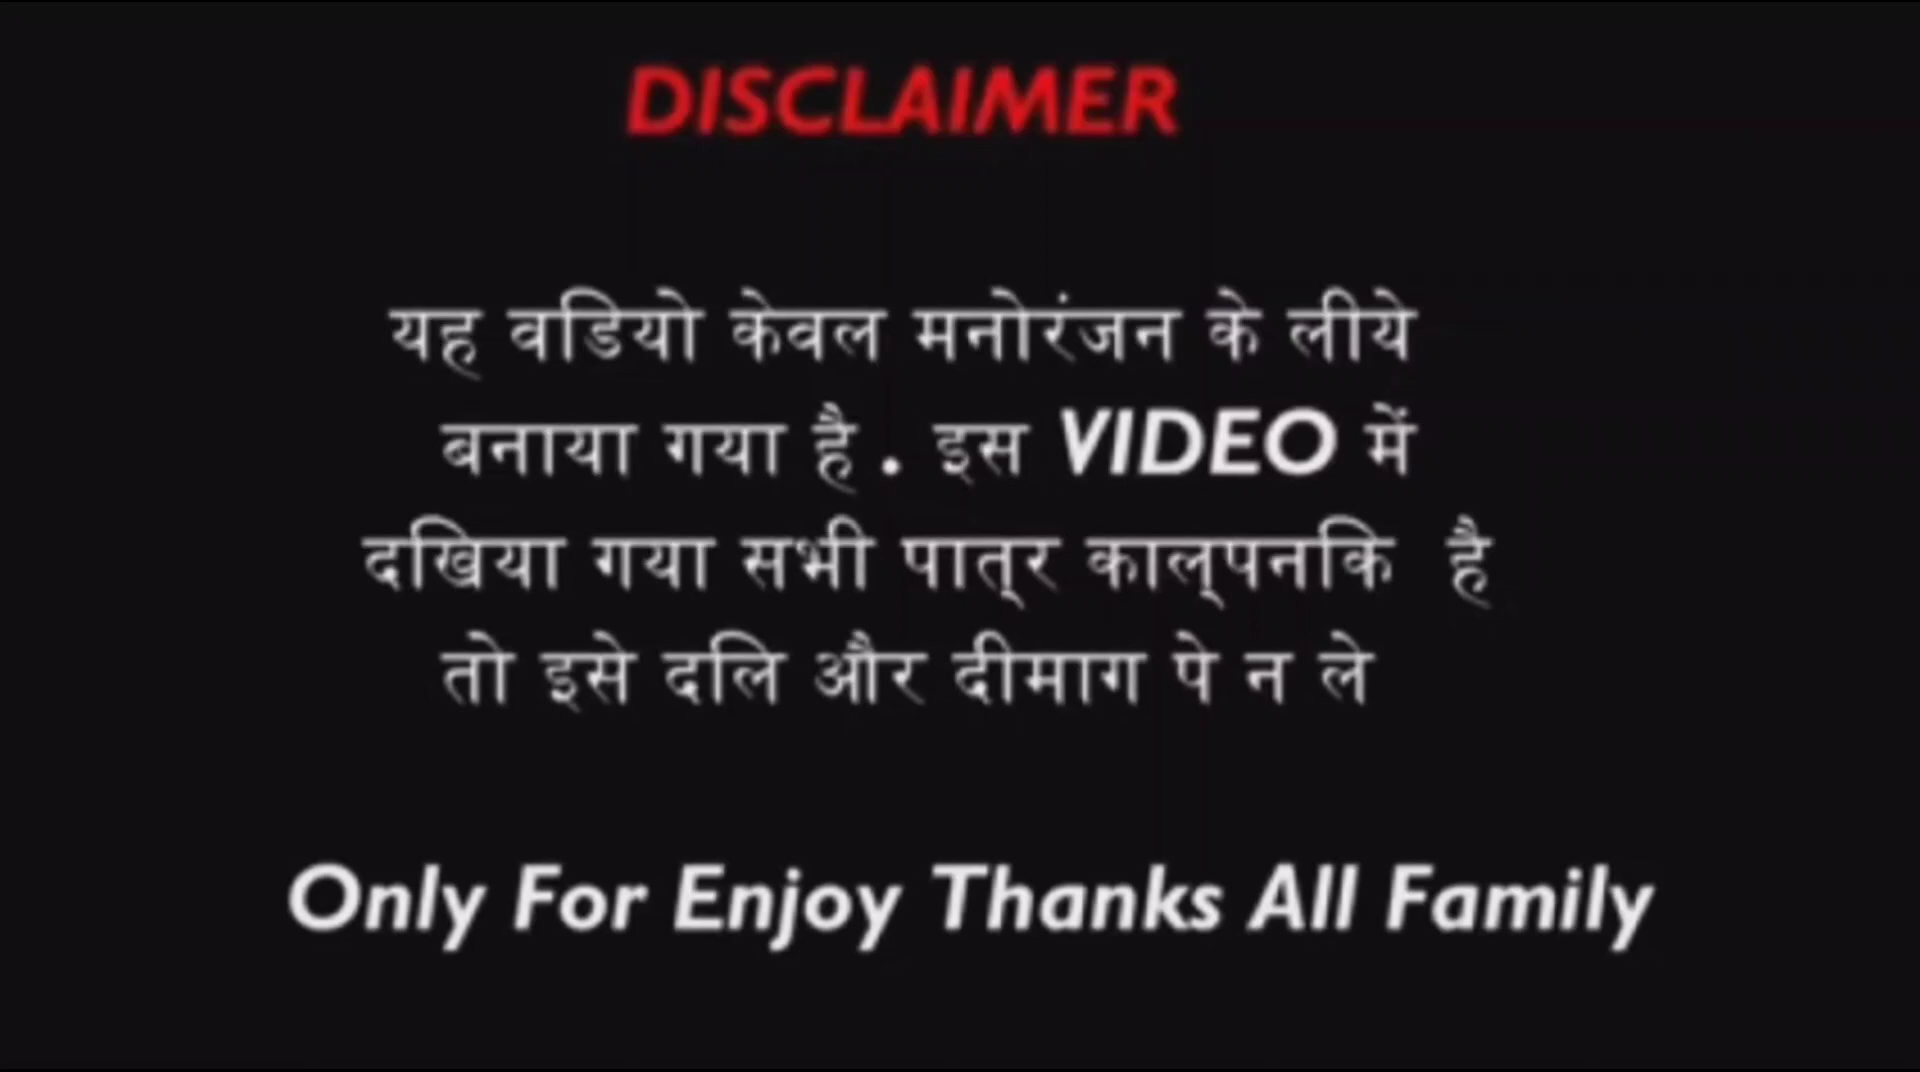 DISCLAIMER
यह वडियो केवल मनोरंजन के लीये
बनाया गया है . इस VIDEO में
दखियिा गया सभी पात्‌र काल्‌पनकि है
तो इसे दलि और दीमाग पे न ले
Only For Enjoy Thanks All Family